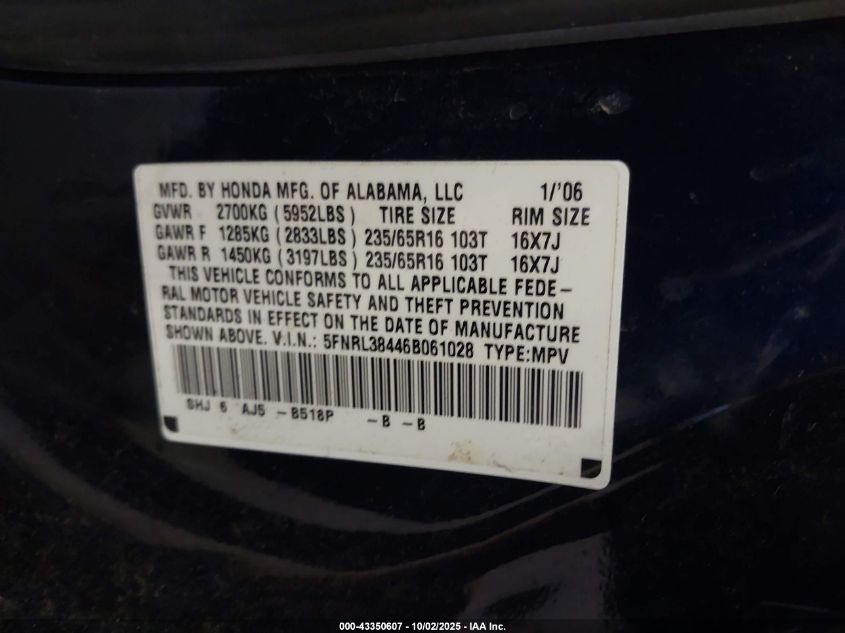 MFD. BY HONDA MFG. OF ALABAMA, LLC 1/'06
GVWR 2700KG (5952LBS) TIRE SIZE RIM SIZE
GAWR F 1285KG (2833LBS) 235/65R16 103T 16X7J
GAWR R 1450KG (3197LBS) 235/65R16 103T 16X7J
THIS VEHICLE CONFORMS TO ALL APPLICABLE FEDE-
RAL MOTOR VEHICLE SAFETY AND THEFT PREVENTION
STANDARDS IN EFFECT ON THE DATE OF MANUFACTURE
SHOWN ABOVE. V.I.N.: 5FNRL38446B061028 TYPE:MPV
SHJ 6 AJ5 -B518P -B -B
000-43350607 - 10/02/2025 - IAA Inc.